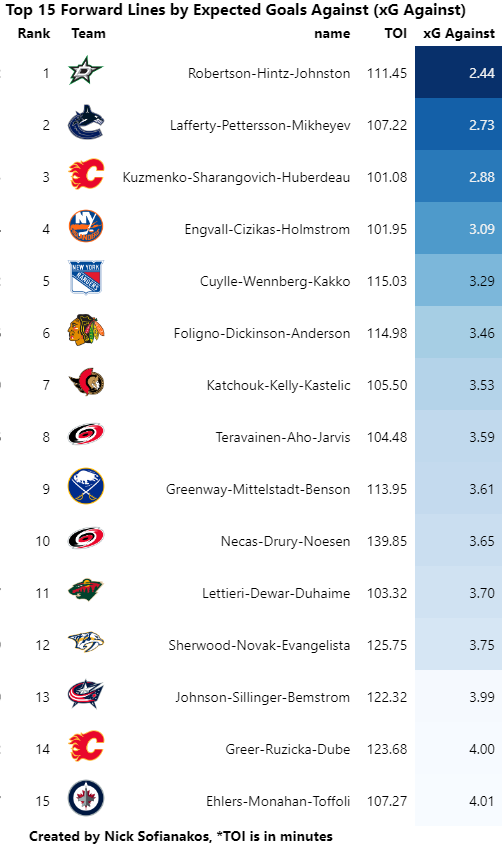 Top 15 Forward Lines by Expected Goals Against (xG Against)
Rank Team name TOI xG Against
1 Robertson-Hintz-Johnston 111.45 2.44
2 Lafferty-Pettersson-Mikheyev 107.22 2.73
3 Kuzmenko-Sharangovich-Huberdeau 101.08 2.88
4 NY Engvall-Cizikas-Holmstrom 101.95 3.09
5 NEW YORK RANGERS Cuylle-Wennberg-Kakko 115.03 3.29
6 Foligno-Dickinson-Anderson 114.98 3.46
7 Katchouk-Kelly-Kastelic 105.50 3.53
8 Teravainen-Aho-Jarvis 104.48 3.59
9 Greenway-Mittelstadt-Benson 113.95 3.61
10 Necas-Drury-Noesen 139.85 3.65
11 Lettieri-Dewar-Duhaime 103.32 3.70
12 Sherwood-Novak-Evangelista 125.75 3.75
13 Johnson-Sillinger-Bemstrom 122.32 3.99
14 Greer-Ruzicka-Dube 123.68 4.00
15 Ehlers-Monahan-Toffoli 107.27 4.01
Created by Nick Sofianakos, *TOI is in minutes